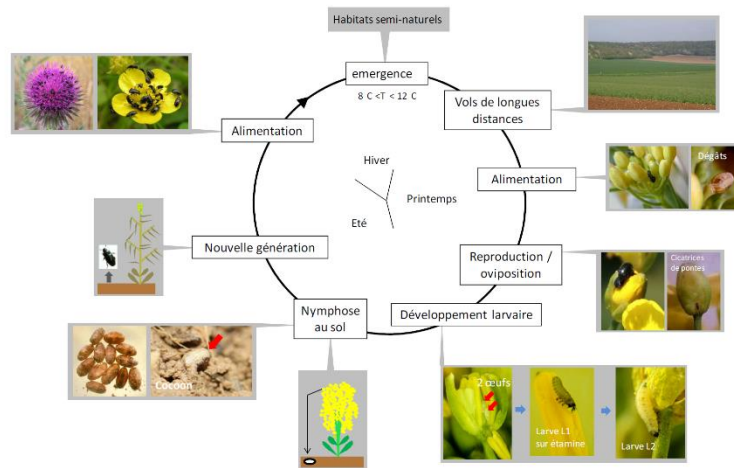 Habitats semi-naturels
emergence
8 C <T < 12 C
Vols de longues
distances
Alimentation
Dégâts
Reproduction /
oviposition
Cicatrices
de pontes
Développement larvaire
2 œufs
Larve L1
sur étamine
Larve L2
Nymphose
au sol
Cocoon
Nouvelle génération
Alimentation
Hiver
Printemps
Eté